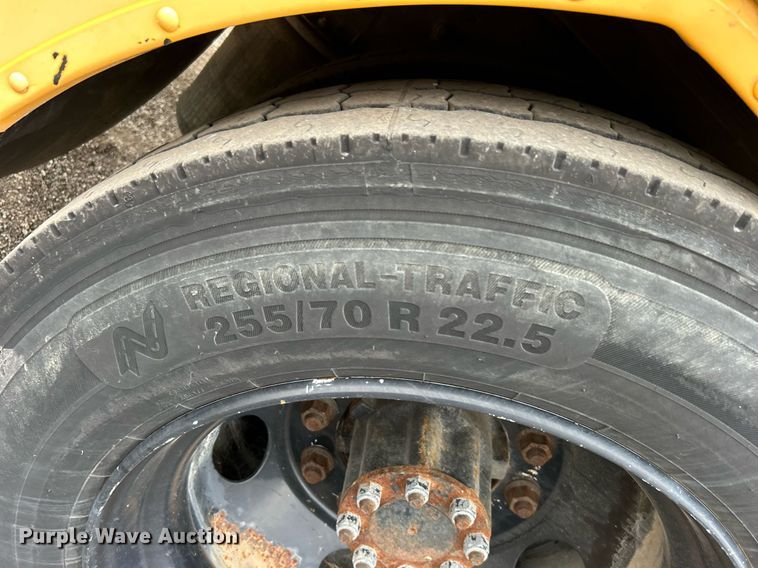 REGIONAL-TRAFFIC
N 255/70 R 22.5
Purple Wave Auction